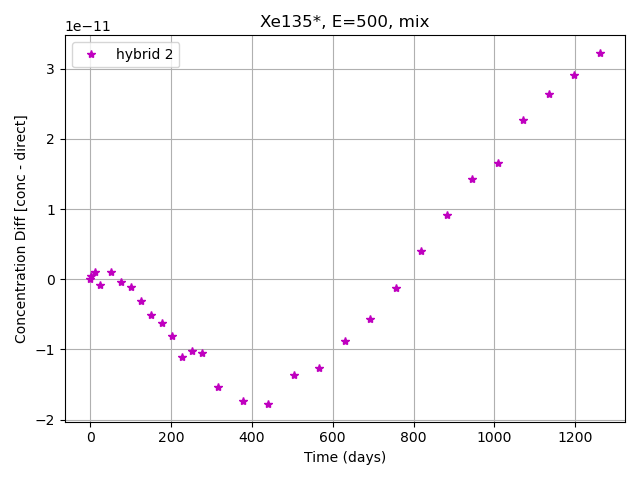 Xe135*, E=500, mix
1e−11
hybrid 2
3
2
1
0
−1
−2
Concentration Diff [conc - direct]
0 200 400 600 800 1000 1200
Time (days)